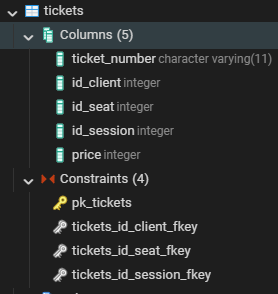 tickets
Columns (5)
ticket_number character varying(11)
id_client integer
id_seat integer
id_session integer
price integer
Constraints (4)
pk_tickets
tickets_id_client_fkey
tickets_id_seat_fkey
tickets_id_session_fkey